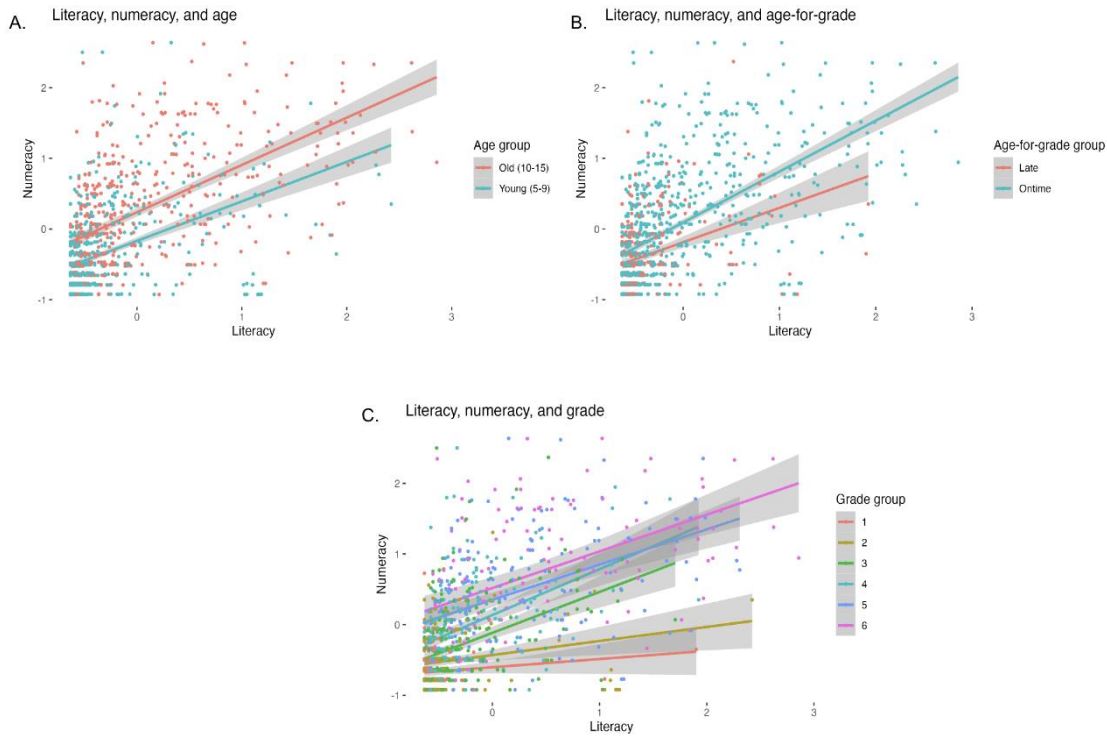 A.
Literacy, numeracy, and age
Numeracy
2
1
0
-1
0
1
2
3
Literacy
Age group
Old (10-15)
Young (5-9)
B.
Literacy, numeracy, and age-for-grade
Numeracy
2
1
0
-1
0
1
2
3
Literacy
Age-for-grade group
Late
Ontime
C.
Literacy, numeracy, and grade
Numeracy
2
1
0
-1
0
1
2
3
Literacy
Grade group
1
2
3
4
5
6